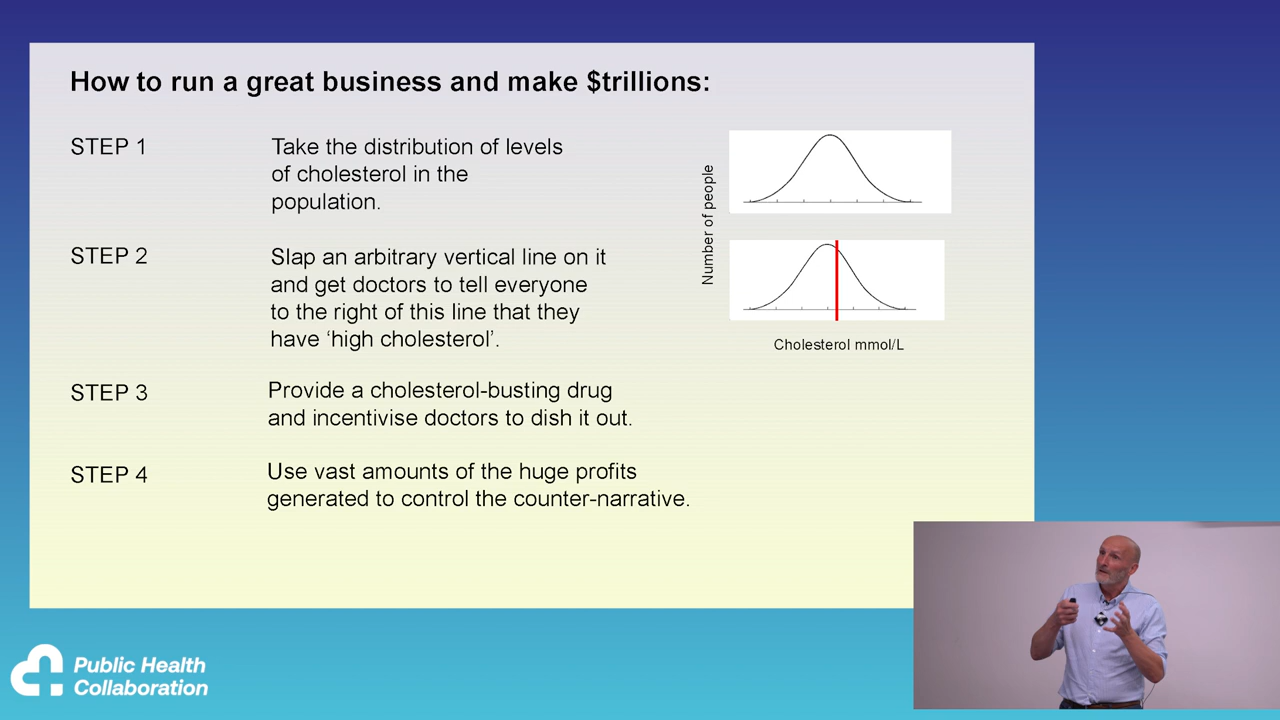 How to run a great business and make $trillions:
STEP 1
Take the distribution of levels
of cholesterol in the
population.
STEP 2
Slap an arbitrary vertical line on it
and get doctors to tell everyone
to the right of this line that they
have ‘high cholesterol’.
STEP 3
Provide a cholesterol-busting drug
and incentivise doctors to dish it out.
STEP 4
Use vast amounts of the huge profits
generated to control the counter-narrative.
Number of people
Cholesterol mmol/L
Public Health
Collaboration